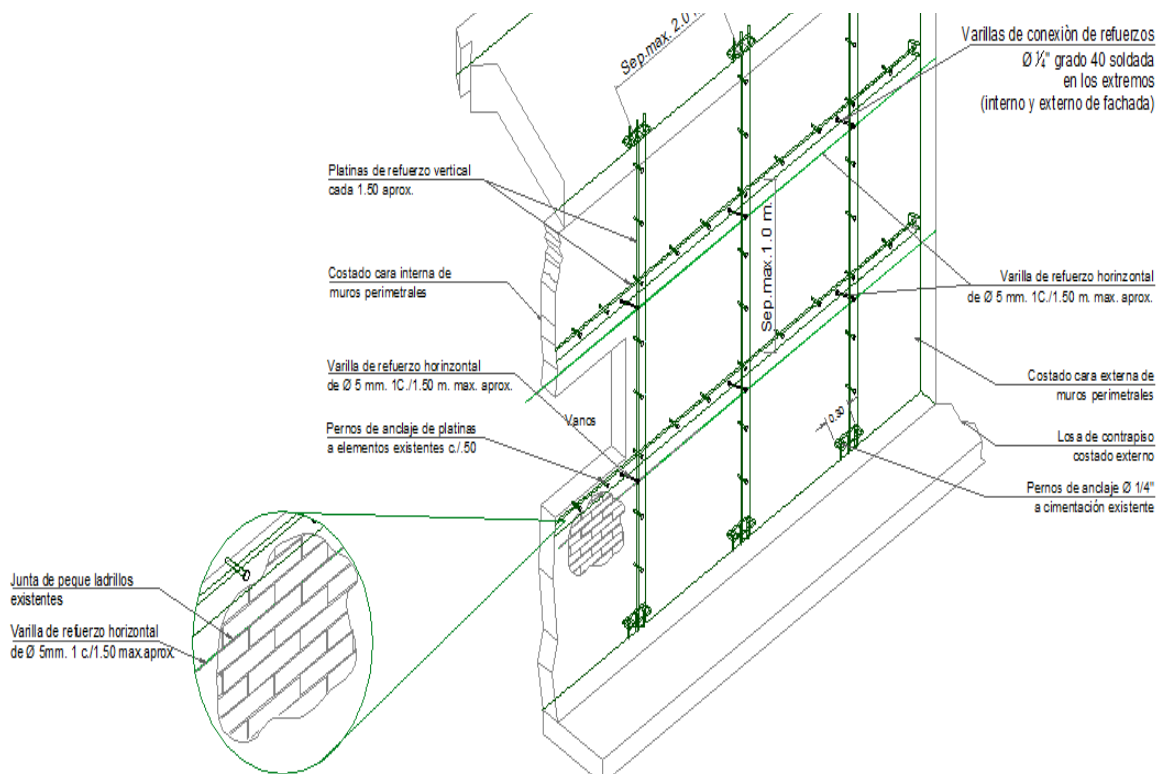 Sep.max. 2.0
Varillas de conexiòn de refuerzos
Ø ¼" grado 40 soldada
en los extremos
(interno y externo de fachada)
Platinas de refuerzo vertical
cada 1.50 aprox.
Sep.max.1.0 m.
Costado cara interna de
muros perimetrales
Varilla de refuerzo horinzontal
de Ø 5 mm. 1C./1.50 m. max. aprox.
Varilla de refuerzo horinzontal
de Ø 5 mm. 1C./1.50 m. max. aprox.
Costado cara externa de
muros perimetrales
Vanos
0.30
Pernos de anclaje de platinas
a elementos existentes c./.50
Losa de contrapiso
costado externo
Pernos de anclaje Ø 1/4"
a cimentación existente
Junta de peque ladrillos
existentes
Varilla de refuerzo horizontal
de Ø 5mm. 1 c./1.50 max.aprox.